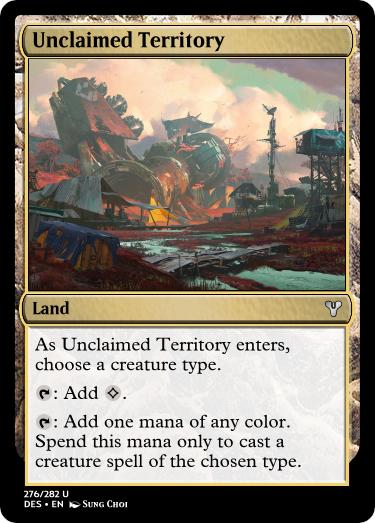 Unclaimed Territory
Land
As Unclaimed Territory enters,
choose a creature type.
: Add .
: Add one mana of any color.
Spend this mana only to cast a
creature spell of the chosen type.
276/282 U
DES • EN Sung Choi